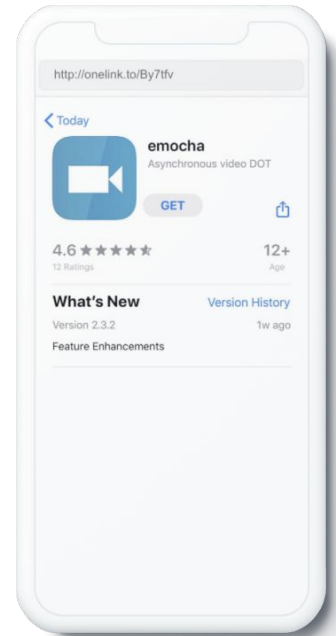 http://onelink.to/By7tfv
Today
emocha
Asynchronous video DOT
GET
4.6
12+
12 Ratings
Age
What's New
Version History
Version 2.3.2
1w ago
Feature Enhancements